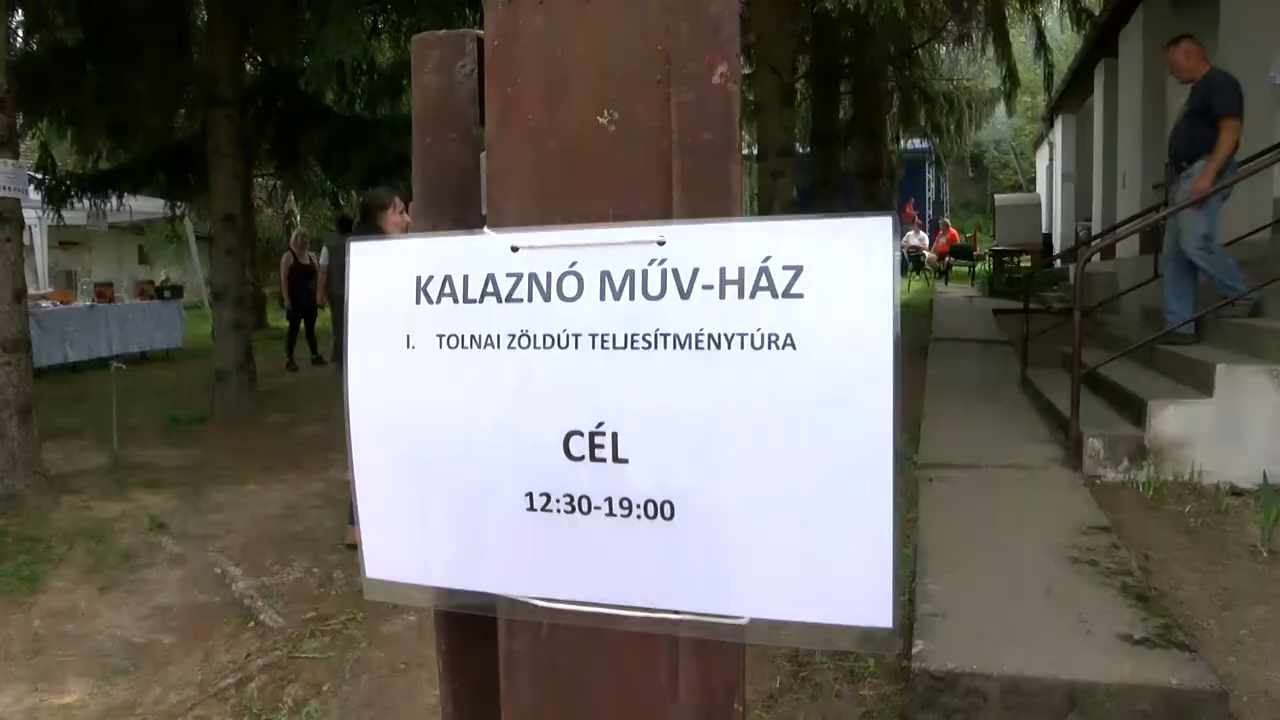 KALAZNÓ MŰV-HÁZ
I. TOLNAI ZÖLDÚT TELJESÍTMÉNYTÚRA
CÉL
12:30-19:00